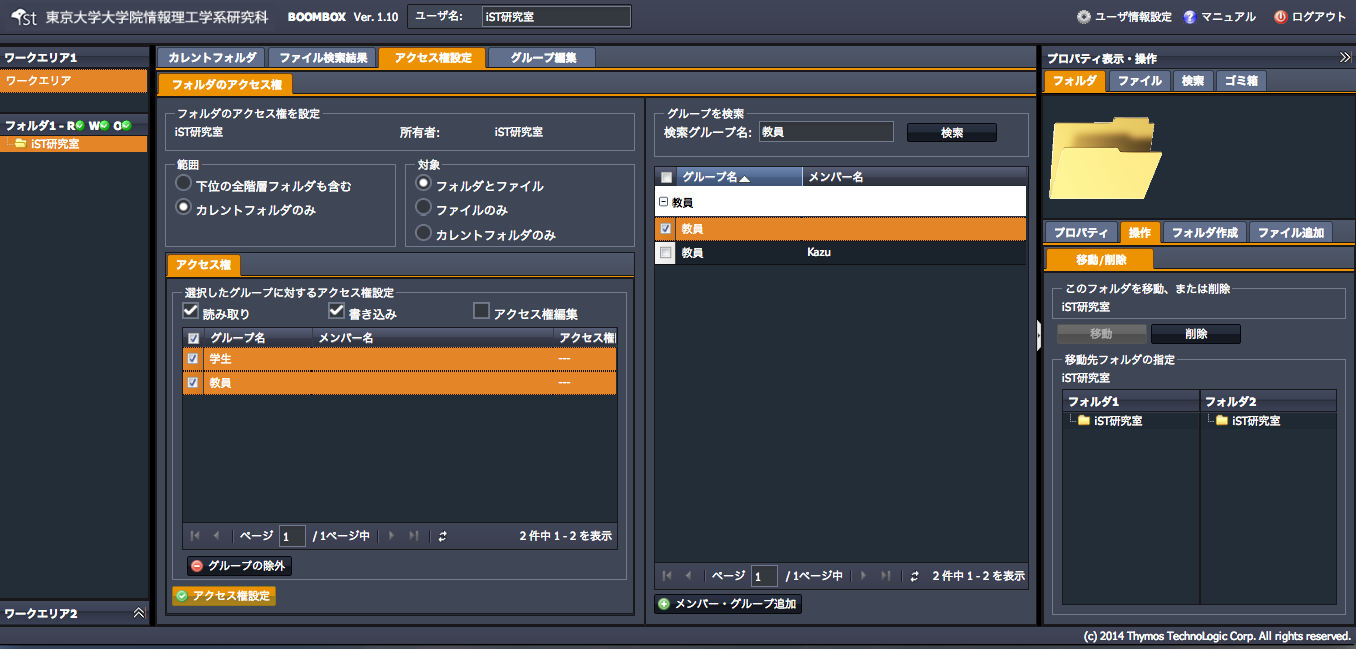 ist 東京大学大学院情報理工学系研究科 BOOMBOX Ver. 1.10 ユーザ名: iST研究室 ユーザ情報設定 マニュアル ログアウト
ワークエリア1
ワークエリア
フォルダ1 - R W O
iST研究室
ワークエリア2
カレントフォルダ ファイル検索結果 アクセス権設定 グループ編集
フォルダのアクセス権
フォルダのアクセス権を設定
iST研究室 所有者: iST研究室
範囲
下位の全階層フォルダも含む
カレントフォルダのみ
対象
フォルダとファイル
ファイルのみ
カレントフォルダのみ
アクセス権
選択したグループに対するアクセス権設定
読み取り 書き込み アクセス権編集
グループ名 メンバー名 アクセス権
学生 ---
教員 ---
ページ 1 / 1ページ中 2 件中 1 - 2 を表示
グループの除外
アクセス権設定
グループを検索
検索グループ名: 教員 検索
グループ名 メンバー名
教員
教員
教員 Kazu
ページ 1 / 1ページ中 2 件中 1 - 2 を表示
メンバー・グループ追加
プロパティ表示・操作
フォルダ ファイル 検索 ゴミ箱
プロパティ 操作 フォルダ作成 ファイル追加
移動/削除
このフォルダを移動、または削除
iST研究室
移動 削除
移動先フォルダの指定
iST研究室
フォルダ1 フォルダ2
iST研究室 iST研究室
(c) 2014 Thymos TechnoLogic Corp. All rights reserved.